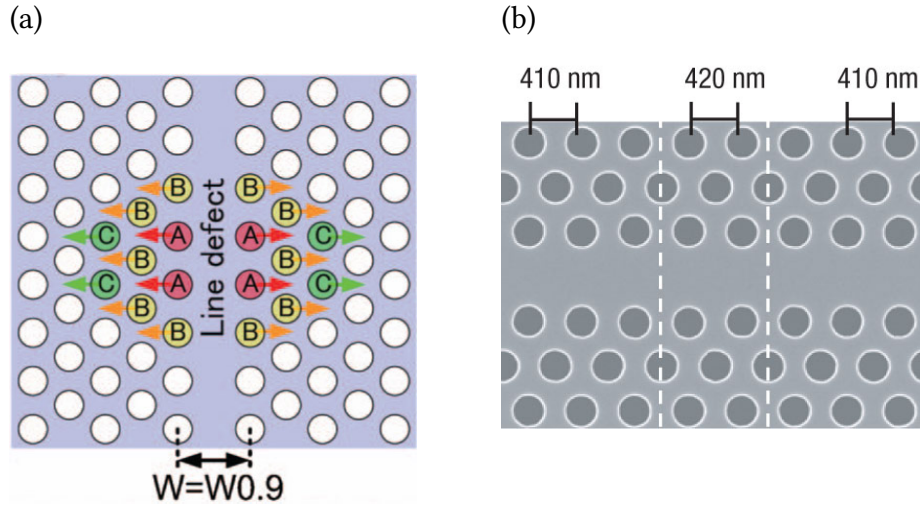 (a)
B B
B B
C A A C
B B
C A A C
B B
B B
Line defect
W=W0.9
(b)
410 nm 420 nm 410 nm